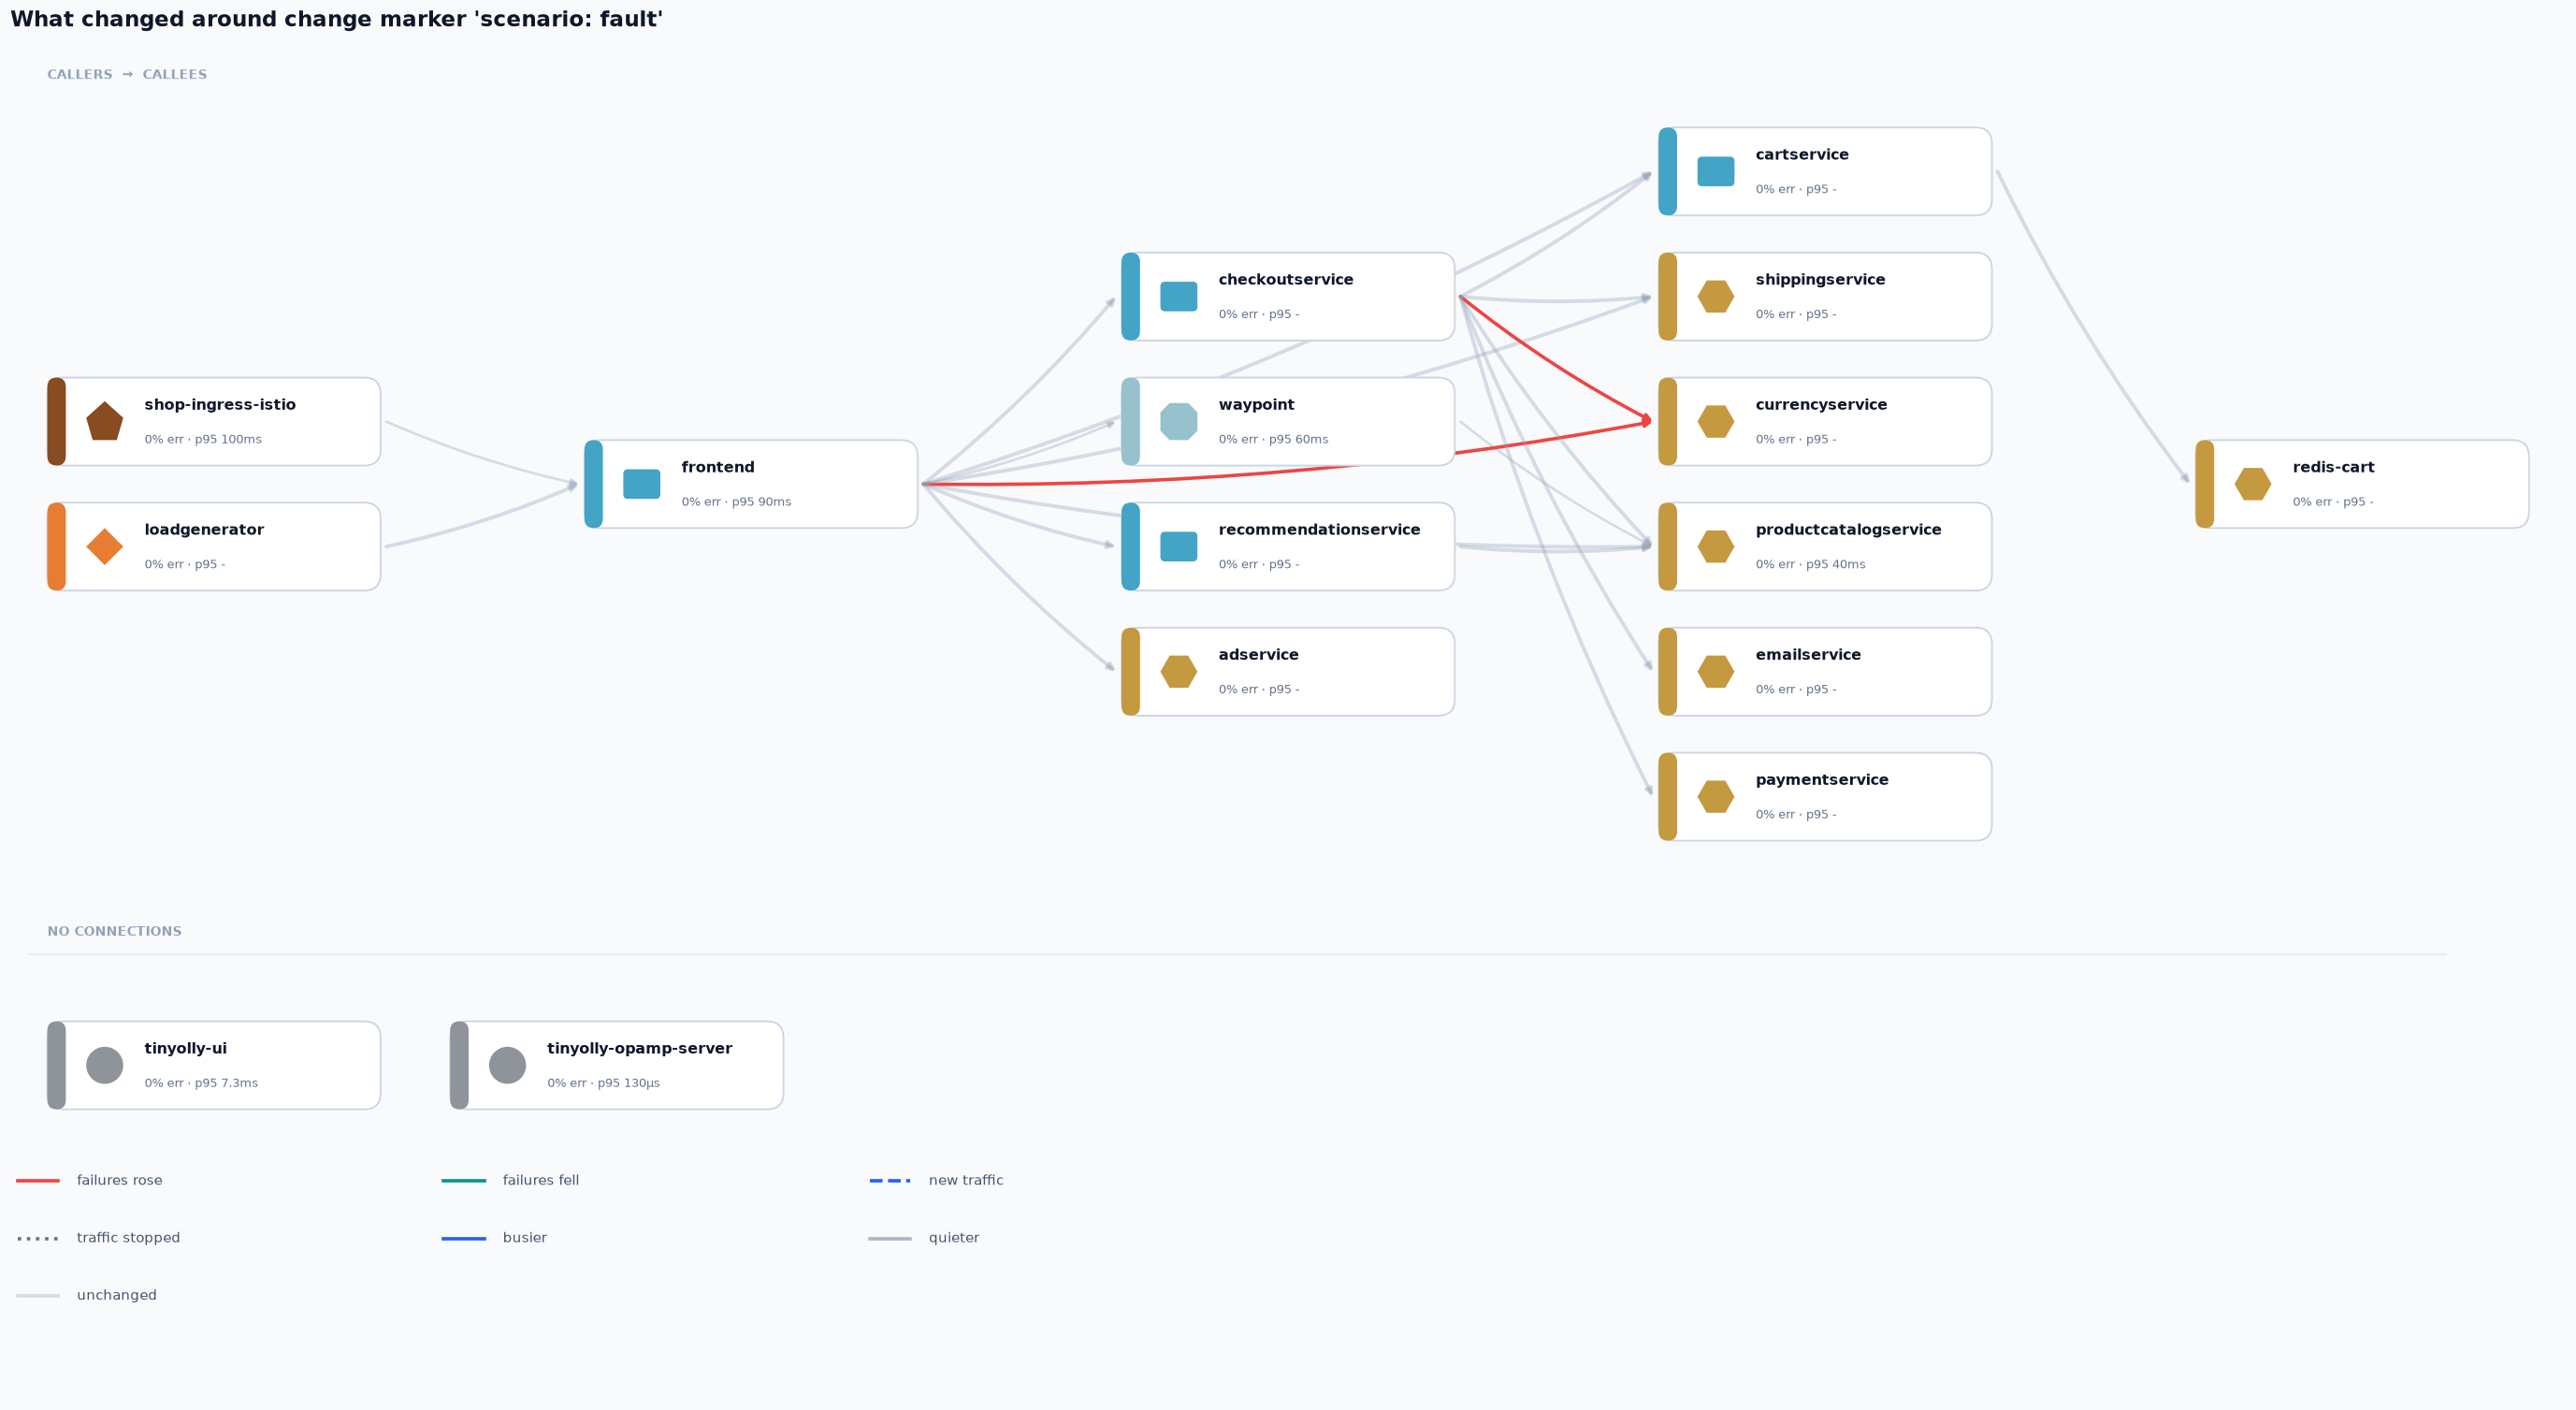 What changed around change marker 'scenario: fault'
CALLERS → CALLEES
cartservice
0% err · p95 -
checkoutservice
0% err · p95 -
shippingservice
0% err · p95 -
shop-ingress-istio
0% err · p95 100ms
waypoint
0% err · p95 60ms
currencyservice
0% err · p95 -
frontend
0% err · p95 90ms
redis-cart
0% err · p95 -
loadgenerator
0% err · p95 -
recommendationservice
0% err · p95 -
productcatalogservice
0% err · p95 40ms
adservice
0% err · p95 -
emailservice
0% err · p95 -
paymentservice
0% err · p95 -
NO CONNECTIONS
tinyolly-ui
0% err · p95 7.3ms
tinyolly-opamp-server
0% err · p95 130µs
failures rose
failures fell
new traffic
traffic stopped
busier
quieter
unchanged